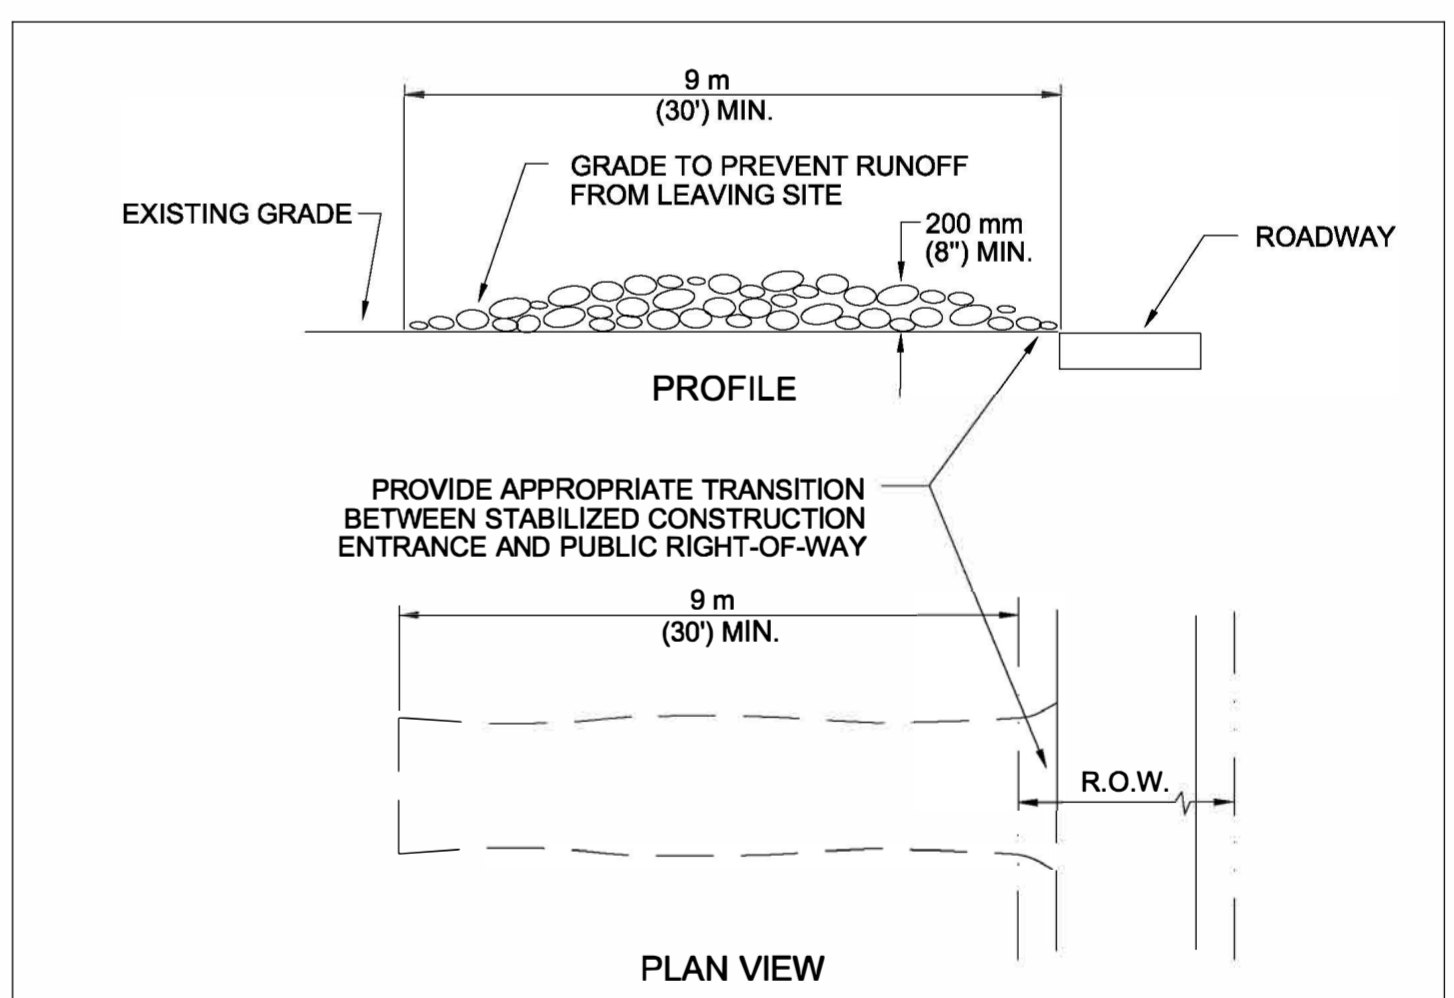 9 m
(30') MIN.
GRADE TO PREVENT RUNOFF
FROM LEAVING SITE
EXISTING GRADE
200 mm
(8") MIN.
ROADWAY
PROFILE
PROVIDE APPROPRIATE TRANSITION
BETWEEN STABILIZED CONSTRUCTION
ENTRANCE AND PUBLIC RIGHT-OF-WAY
9 m
(30') MIN.
R.O.W.
PLAN VIEW